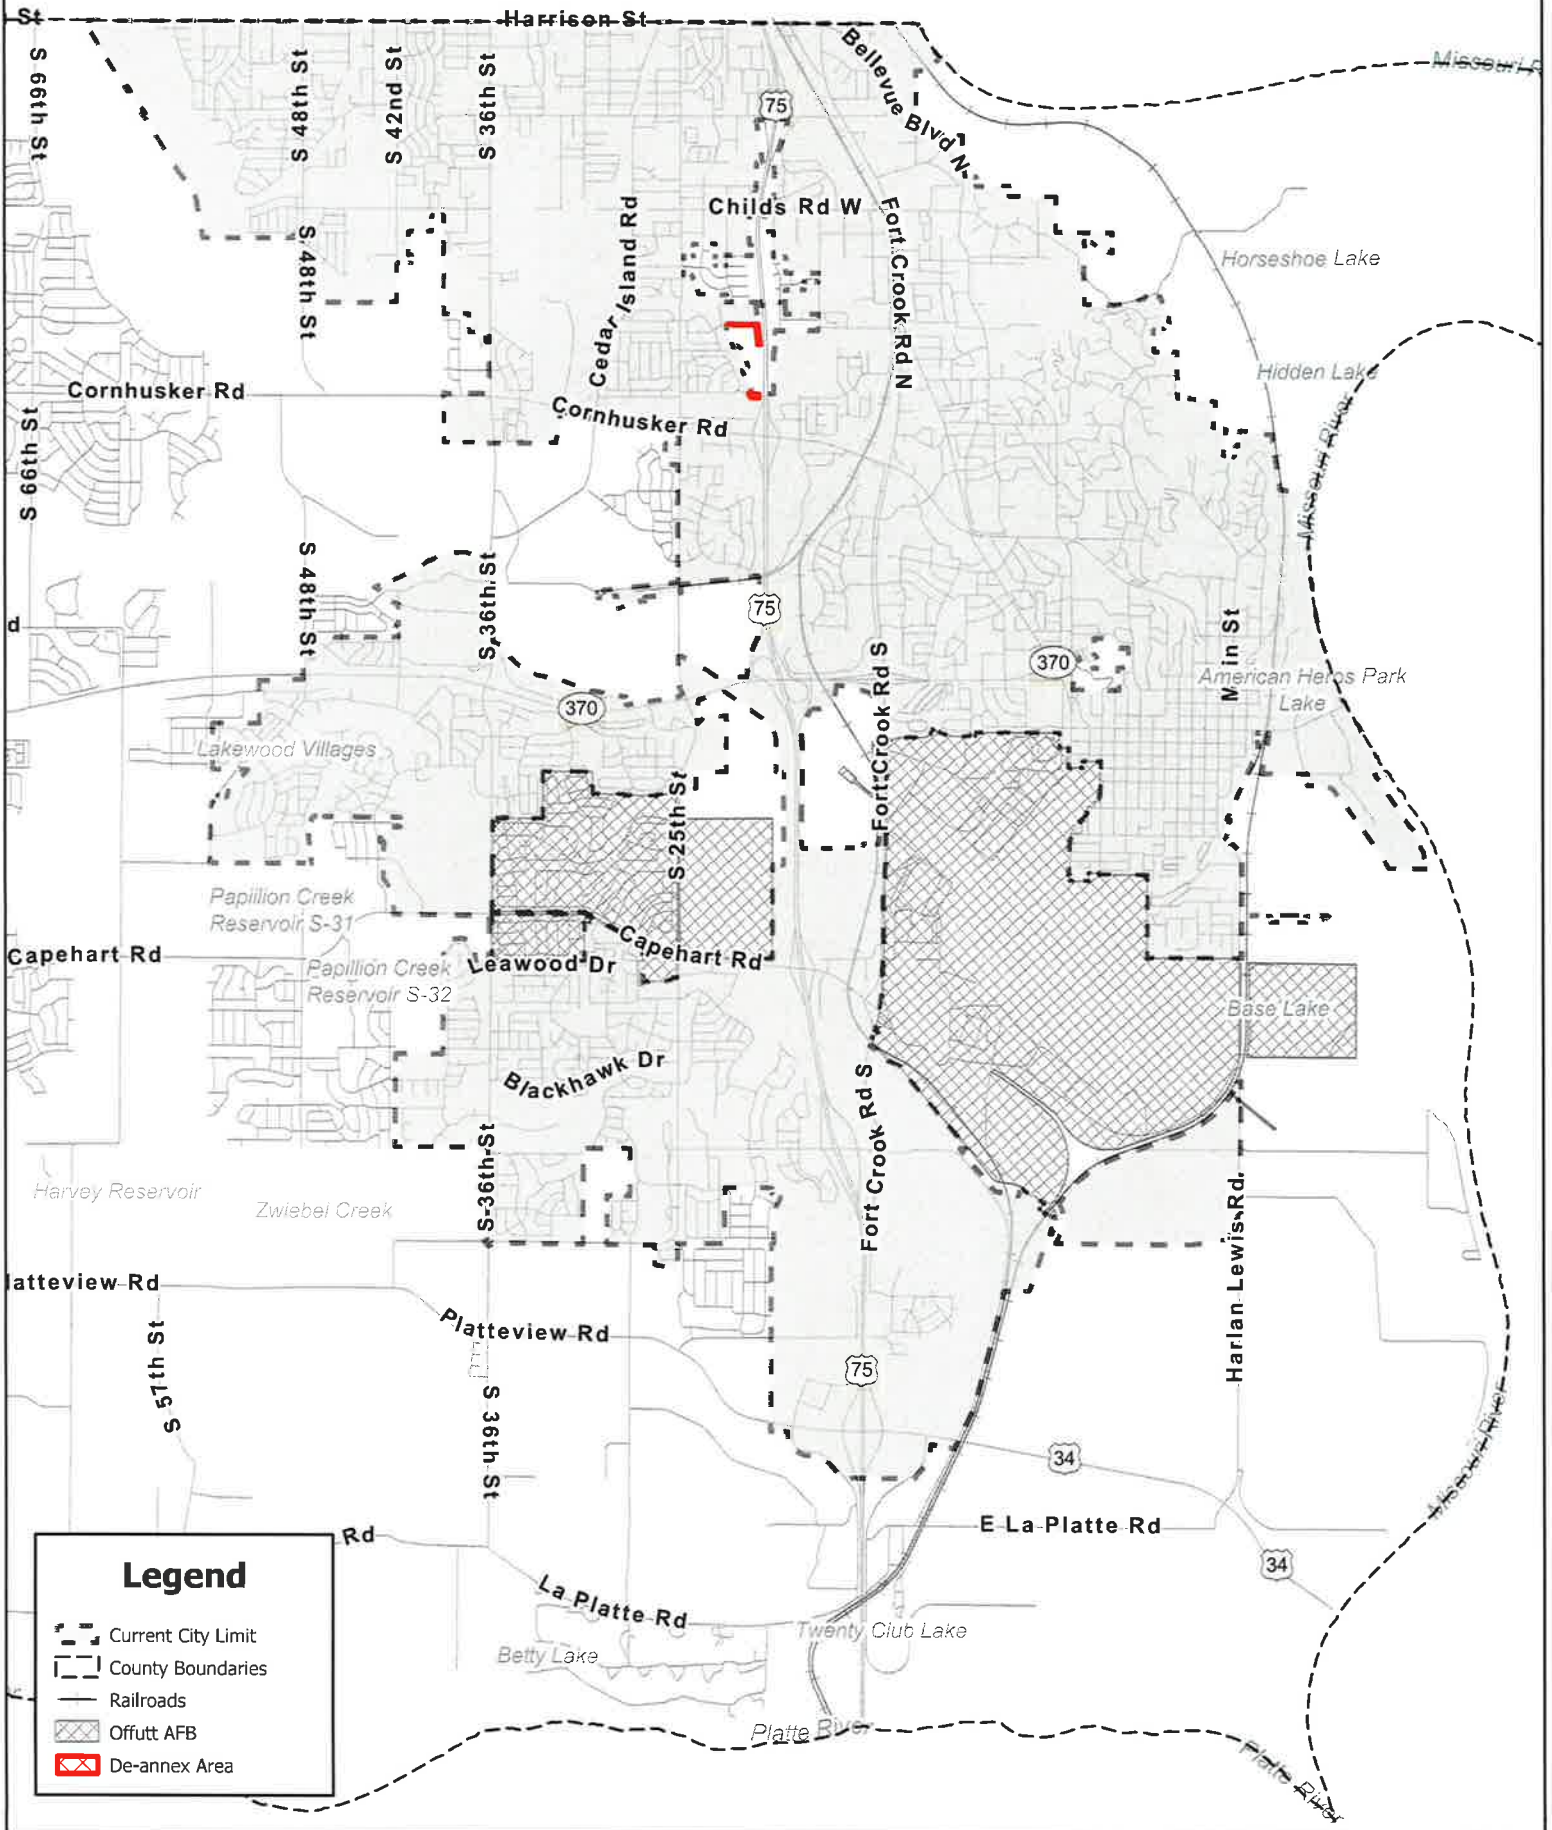 St
Harrison St
Missouri R
S 66th St
S 48th St
S 42nd St
S 36th St
75
Bellevue Blvd N
Childs Rd W
Cedar Island Rd
Fort Crook Rd N
S 48th St
Horseshoe Lake
Hidden Lake
Cornhusker Rd
Cornhusker Rd
S 66th St
Missouri River
S 48th St
S 36th St
75
d
Main St
370
American Heros Park
Lake
Fort Crook Rd S
370
Lakewood Villages
S 25th St
Papillion Creek
Reservoir S-31
Capehart Rd
Capehart Rd
Leawood Dr
Papillion Creek
Reservoir S-32
Base Lake
Blackhawk Dr
Fort Crook Rd S
S 36th St
Harvey Reservoir
Zwiebel Creek
Harlan Lewis Rd
latteview Rd
Platteview Rd
S 57th St
75
S 36th St
34
Missouri River
Rd
E La Platte Rd
34
La Platte Rd
Twenty Club Lake
Betty Lake
Platte River
Platte River
r
Legend
Current City Limit
County Boundaries
Railroads
Offutt AFB
De-annex Area